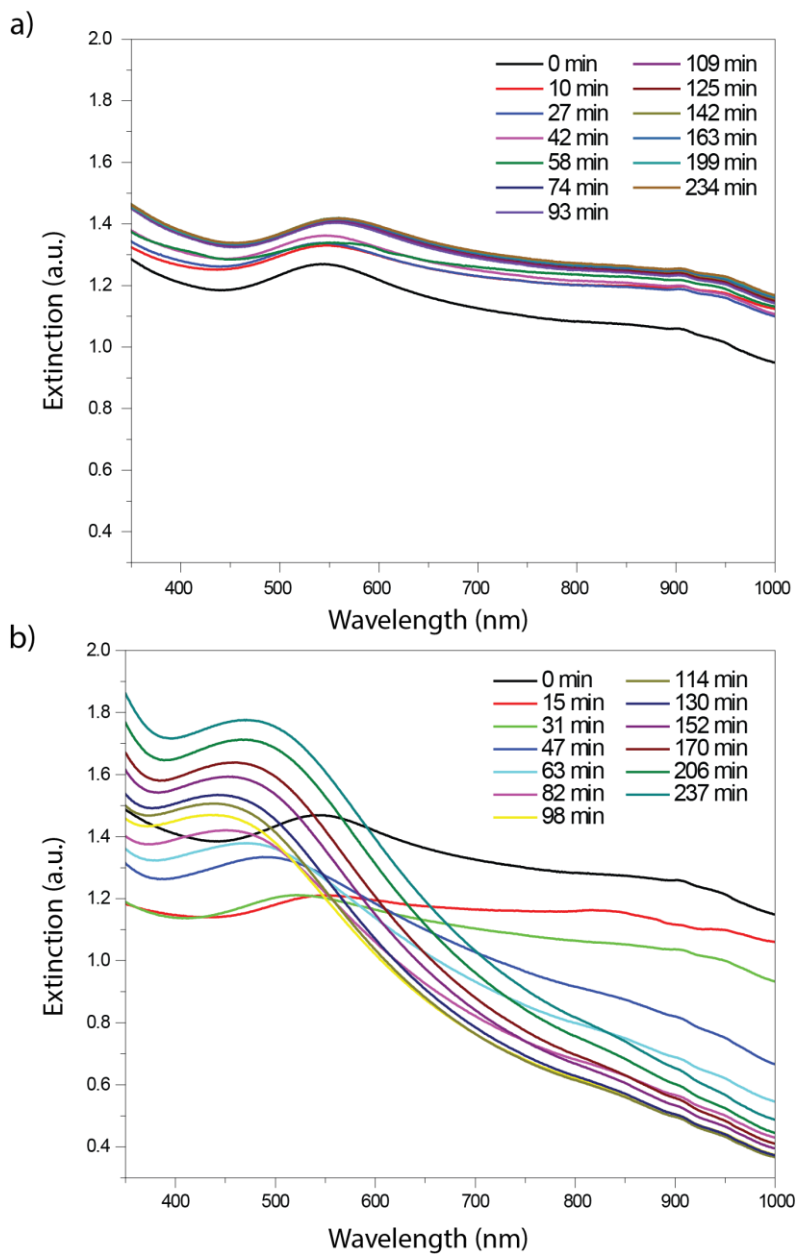 a)
2.0
1.8
1.6
1.4
1.2
1.0
0.8
0.6
0.4
Extinction (a.u.)
0 min
10 min
27 min
42 min
58 min
74 min
93 min
109 min
125 min
142 min
163 min
199 min
234 min
400 500 600 700 800 900 1000
Wavelength (nm)
b)
2.0
1.8
1.6
1.4
1.2
1.0
0.8
0.6
0.4
Extinction (a.u.)
0 min
15 min
31 min
47 min
63 min
82 min
98 min
114 min
130 min
152 min
170 min
206 min
237 min
400 500 600 700 800 900 1000
Wavelength (nm)